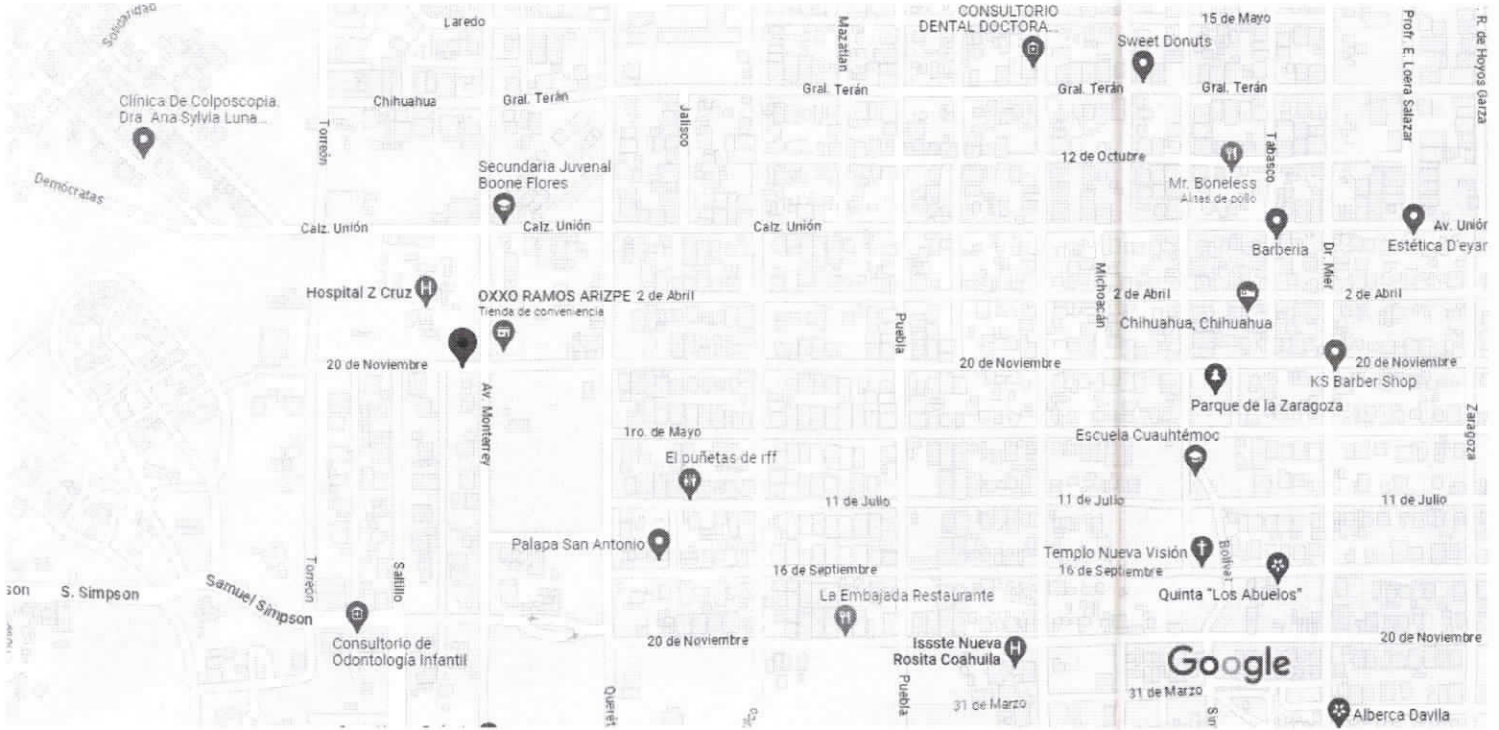 Solidaridad
Laredo
Mazatlán
CONSULTORIO
DENTAL DOCTORA...
15 de Mayo
Sweet Donuts
Profr. E. Loera Salazar
R de Hoyos Garza
Clínica De Colposcopia.
Dra Ana Sylvia Luna...
Chihuahua
Gral. Terán
Gral. Terán
Gral. Terán
Gral. Terán
Torreón
Jalisco
Tabasco
12 de Octubre
Secundaria Juvenal
Boone Flores
Mr. Boneless
Alitas de pollo
Demócratas
Calz. Unión
Calz. Unión
Calz. Unión
Av. Unión
Barberia
Estética D'eyar
Dr. Mier
Hospital Z Cruz
OXXO RAMOS ARIZPE
Tienda de conveniencia
2 de Abril
Michoacán
2 de Abril
2 de Abril
Chihuahua, Chihuahua
Puebla
20 de Noviembre
20 de Noviembre
20 de Noviembre
KS Barber Shop
Av. Monterrey
Parque de la Zaragoza
Zaragoza
1ro. de Mayo
Escuela Cuauhtémoc
El puñetas de rff
11 de Julio
11 de Julio
11 de Julio
Palapa San Antonio
Templo Nueva Visión
Bolívar
16 de Septiembre
16 de Septiembre
Torreón
Saltillo
son
S. Simpson
Samuel Simpson
La Embajada Restaurante
Quinta "Los Abuelos"
Consultorio de
Odontología Infantil
20 de Noviembre
Issste Nueva
Rosita Coahuila
20 de Noviembre
Google
Queret
Puebla
31 de Marzo
31 de Marzo
Sin
Alberca Davila